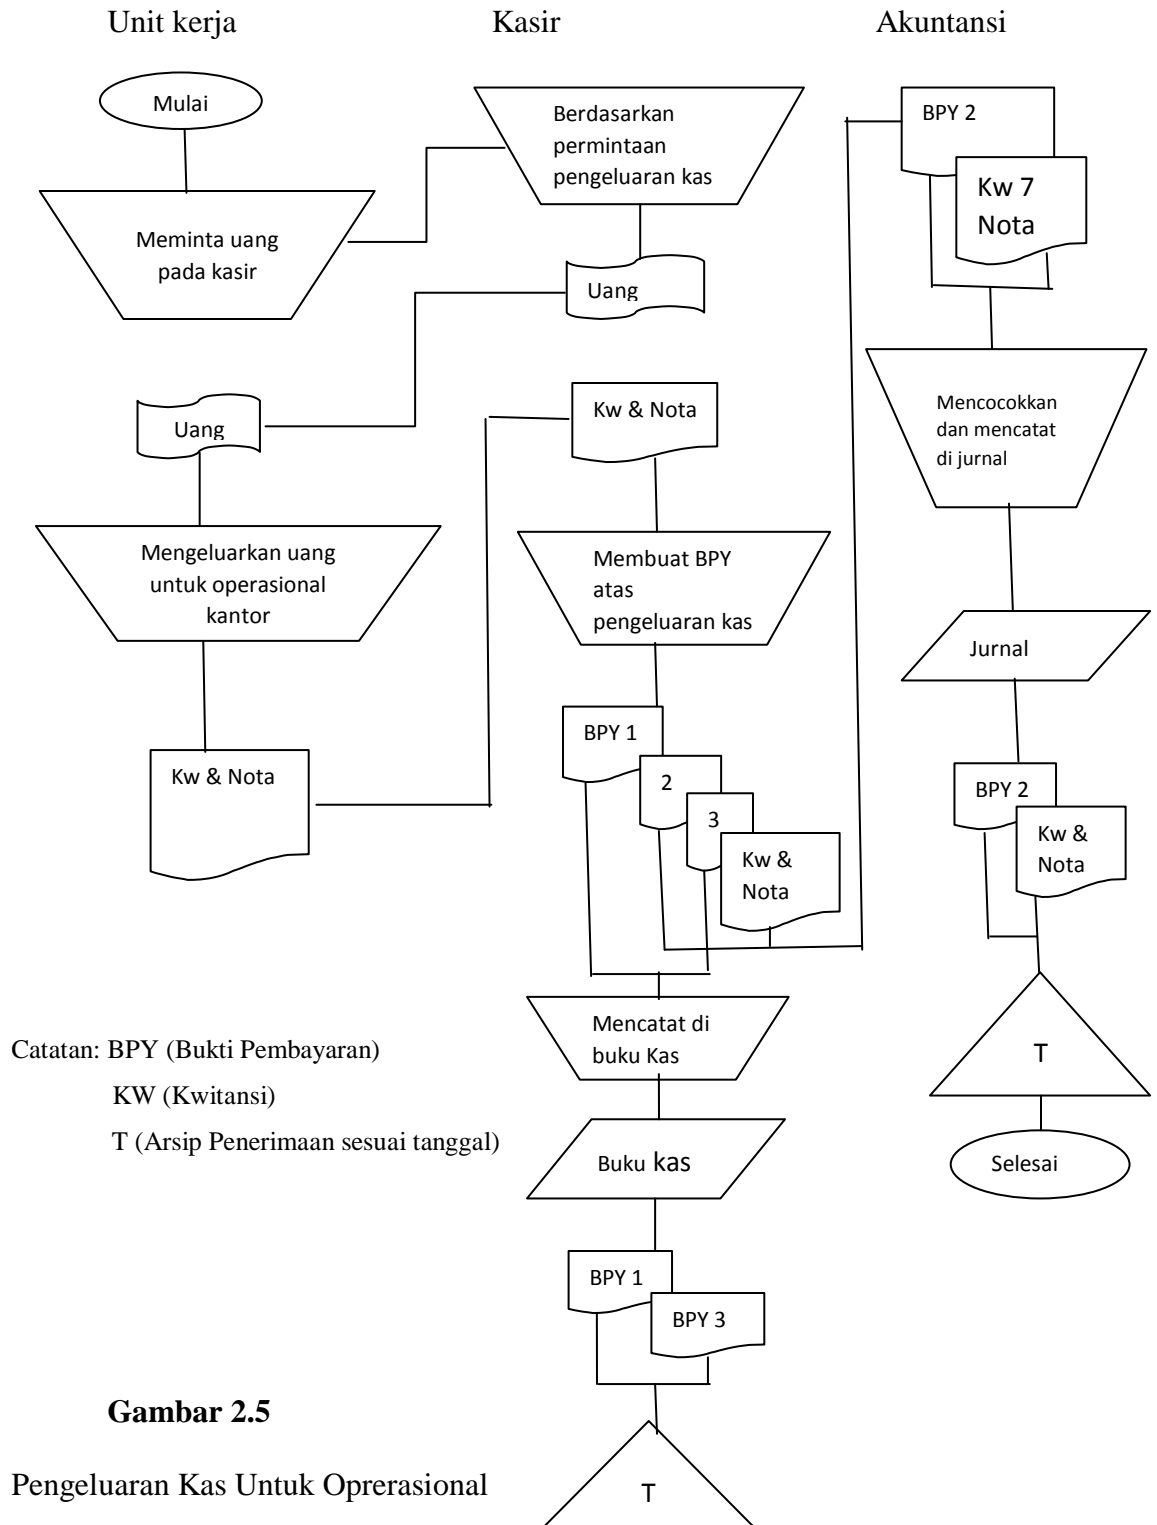 Unit kerja
Kasir
Akuntansi
Mulai
Meminta uang
pada kasir
Uang
Mengeluarkan uang
untuk operasional
kantor
Kw & Nota
Berdasarkan
permintaan
pengeluaran kas
Uang
Kw & Nota
Membuat BPY
atas
pengeluaran kas
BPY 1
2
3
Kw &
Nota
Mencatat di
buku Kas
Buku kas
BPY 1
BPY 3
T
BPY 2
Kw 7
Nota
Mencocokkan
dan mencatat
di jurnal
Jurnal
BPY 2
Kw &
Nota
T
Selesai
Catatan: BPY (Bukti Pembayaran)
KW (Kwitansi)
T (Arsip Penerimaan sesuai tanggal)
Gambar 2.5
Pengeluaran Kas Untuk Oprerasional